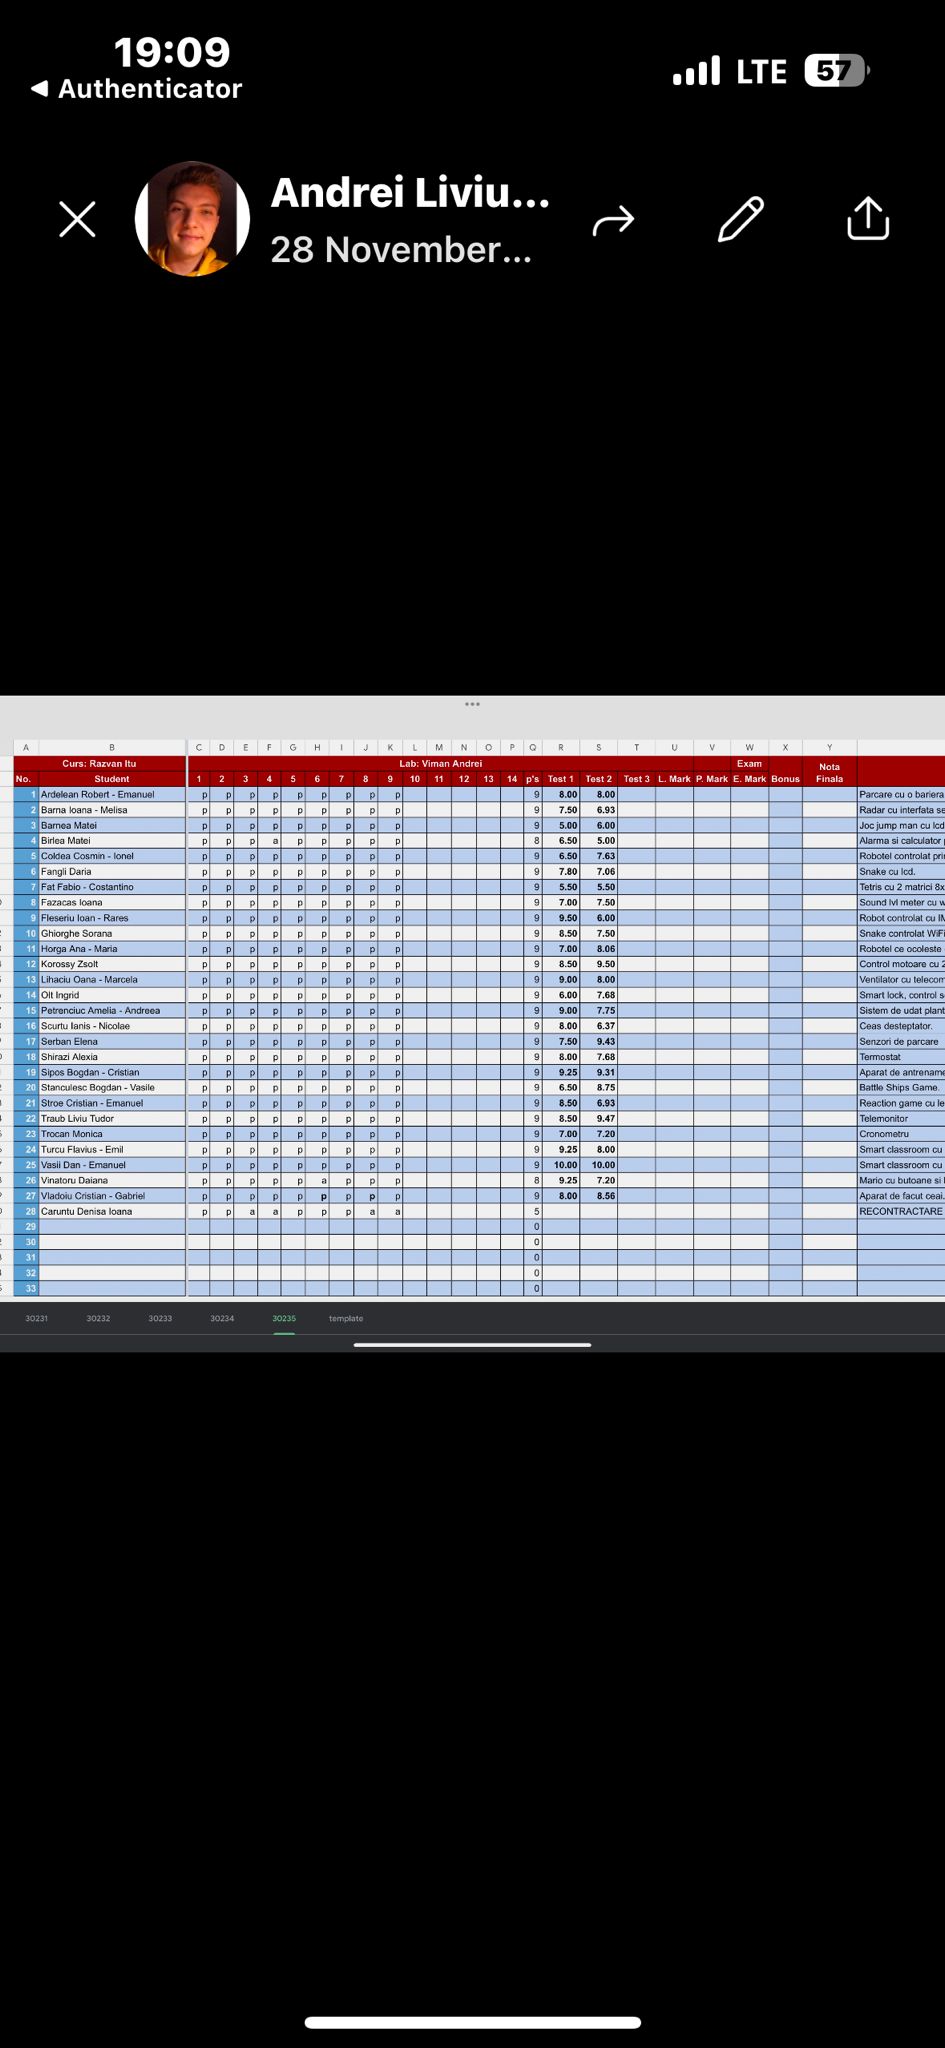 19:09
LTE 57
◀ Authenticator
Andrei Liviu...
28 November...
A B C D E F G H I J K L M N O P Q R S T U V W X Y
Curs: Razvan Itu Lab: Viman Andrei Exam Nota
No. Student 1 2 3 4 5 6 7 8 9 10 11 12 13 14 p's Test 1 Test 2 Test 3 L. Mark P. Mark E. Mark Bonus Finala
1 Ardelean Robert - Emanuel p p p p p p p p p 9 8.00 8.00 Parcare cu o bariera
2 Barna Ioana - Melisa p p p p p p p p p 9 7.50 6.93 Radar cu interfata se
3 Barnea Matei p p p p p p p p p 9 5.00 6.00 Joc jump man cu lcd
4 Birlea Matei p p p a p p p p p 8 6.50 5.00 Alarma si calculator
5 Coldea Cosmin - Ionel p p p p p p p p p 9 6.50 7.63 Robotel controlat pri
6 Fangli Daria p p p p p p p p p 9 7.80 7.06 Snake cu lcd.
7 Fat Fabio - Costantino p p p p p p p p p 9 5.50 5.50 Tetris cu 2 matrici 8x
8 Fazacas Ioana p p p p p p p p p 9 7.00 7.50 Sound lvl meter cu w
9 Fleseriu Ioan - Rares p p p p p p p p p 9 9.50 6.00 Robot controlat cu IM
10 Ghiorghe Sorana p p p p p p p p p 9 8.50 7.50 Snake controlat WiFi
11 Horga Ana - Maria p p p p p p p p p 9 7.00 8.06 Robotel ce ocoleste
12 Korossy Zsolt p p p p p p p p p 9 8.50 9.50 Control motoare cu 2
13 Lihaciu Oana - Marcela p p p p p p p p p 9 9.00 8.00 Ventilator cu telecom
14 Olt Ingrid p p p p p p p p p 9 6.00 7.68 Smart lock, control s
15 Petrenciuc Amelia - Andreea p p p p p p p p p 9 9.00 7.75 Sistem de udat plant
16 Scurtu Ianis - Nicolae p p p p p p p p p 9 8.00 6.37 Ceas desteptator.
17 Serban Elena p p p p p p p p p 9 7.50 9.43 Senzori de parcare
18 Shirazi Alexia p p p p p p p p p 9 8.00 7.68 Termostat
19 Sipos Bogdan - Cristian p p p p p p p p p 9 9.25 9.31 Aparat de antrename
20 Stanculesc Bogdan - Vasile p p p p p p p p p 9 6.50 8.75 Battle Ships Game.
21 Stroe Cristian - Emanuel p p p p p p p p p 9 8.50 6.93 Reaction game cu le
22 Traub Liviu Tudor p p p p p p p p p 9 8.50 9.47 Telemonitor
23 Trocan Monica p p p p p p p p p 9 7.00 7.20 Cronometru
24 Turcu Flavius - Emil p p p p p p p p p 9 9.25 8.00 Smart classroom cu
25 Vasii Dan - Emanuel p p p p p p p p p 9 10.00 10.00 Smart classroom cu
26 Vinatoru Daiana p p p p p a p p p 8 9.25 7.20 Mario cu butoane si
27 Vladoiu Cristian - Gabriel p p p p p p p p p 9 8.00 8.56 Aparat de facut ceai.
28 Caruntu Denisa Ioana p p a a p p p a a 5 RECONTRACTARE
29 0
30 0
31 0
32 0
33 0
30231 30232 30233 30234 30235 template